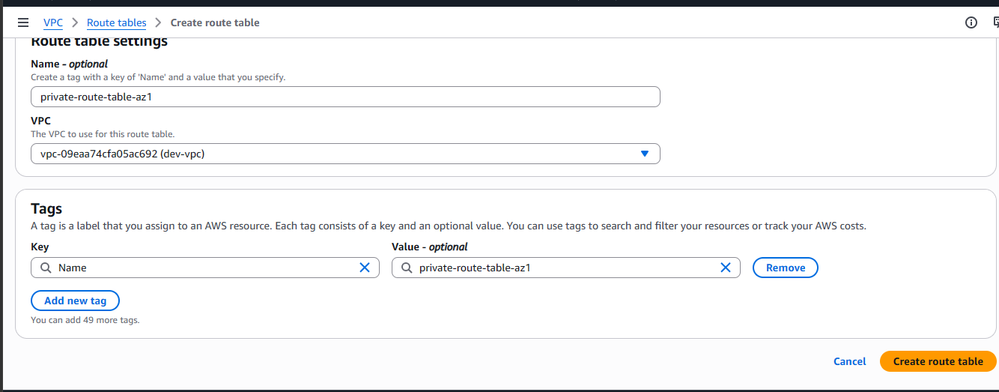 VPC > Route tables > Create route table
Route table settings
Name - optional
Create a tag with a key of 'Name' and a value that you specify.
private-route-table-az1
VPC
The VPC to use for this route table.
vpc-09eaa74cfa05ac692 (dev-vpc)
Tags
A tag is a label that you assign to an AWS resource. Each tag consists of a key and an optional value. You can use tags to search and filter your resources or track your AWS costs.
Key Value - optional
Name private-route-table-az1 Remove
Add new tag
You can add 49 more tags.
Cancel Create route table